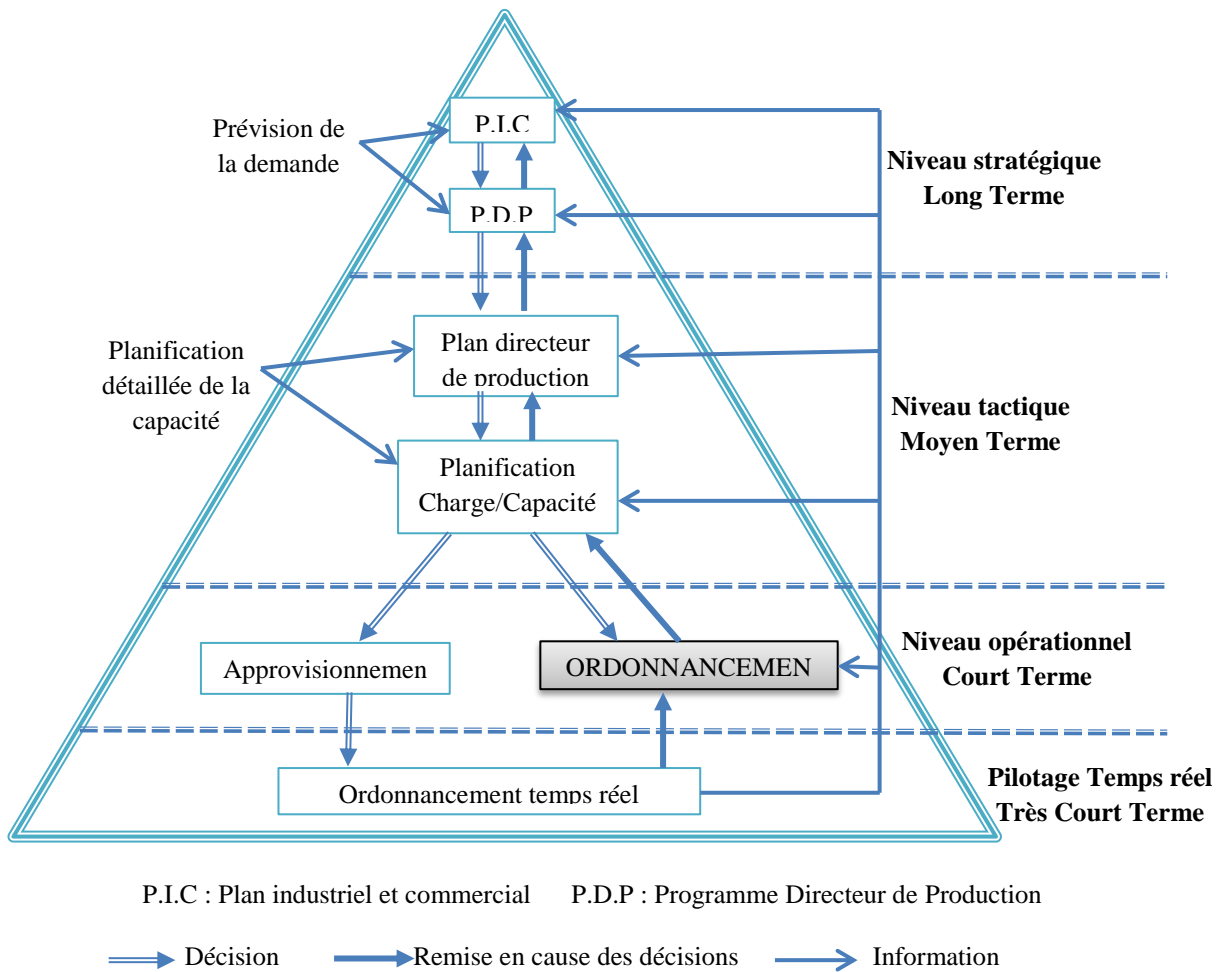 P.I.C
Prévision de
la demande
Niveau stratégique
Long Terme
P.D.P
Plan directeur
de production
Planification
détaillée de la
capacité
Niveau tactique
Moyen Terme
Planification
Charge/Capacité
Approvisionnemen
ORDONNANCEMEN
Niveau opérationnel
Court Terme
Ordonnancement temps réel
Pilotage Temps réel
Très Court Terme
P.I.C : Plan industriel et commercial P.D.P : Programme Directeur de Production
Décision Remise en cause des décisions Information